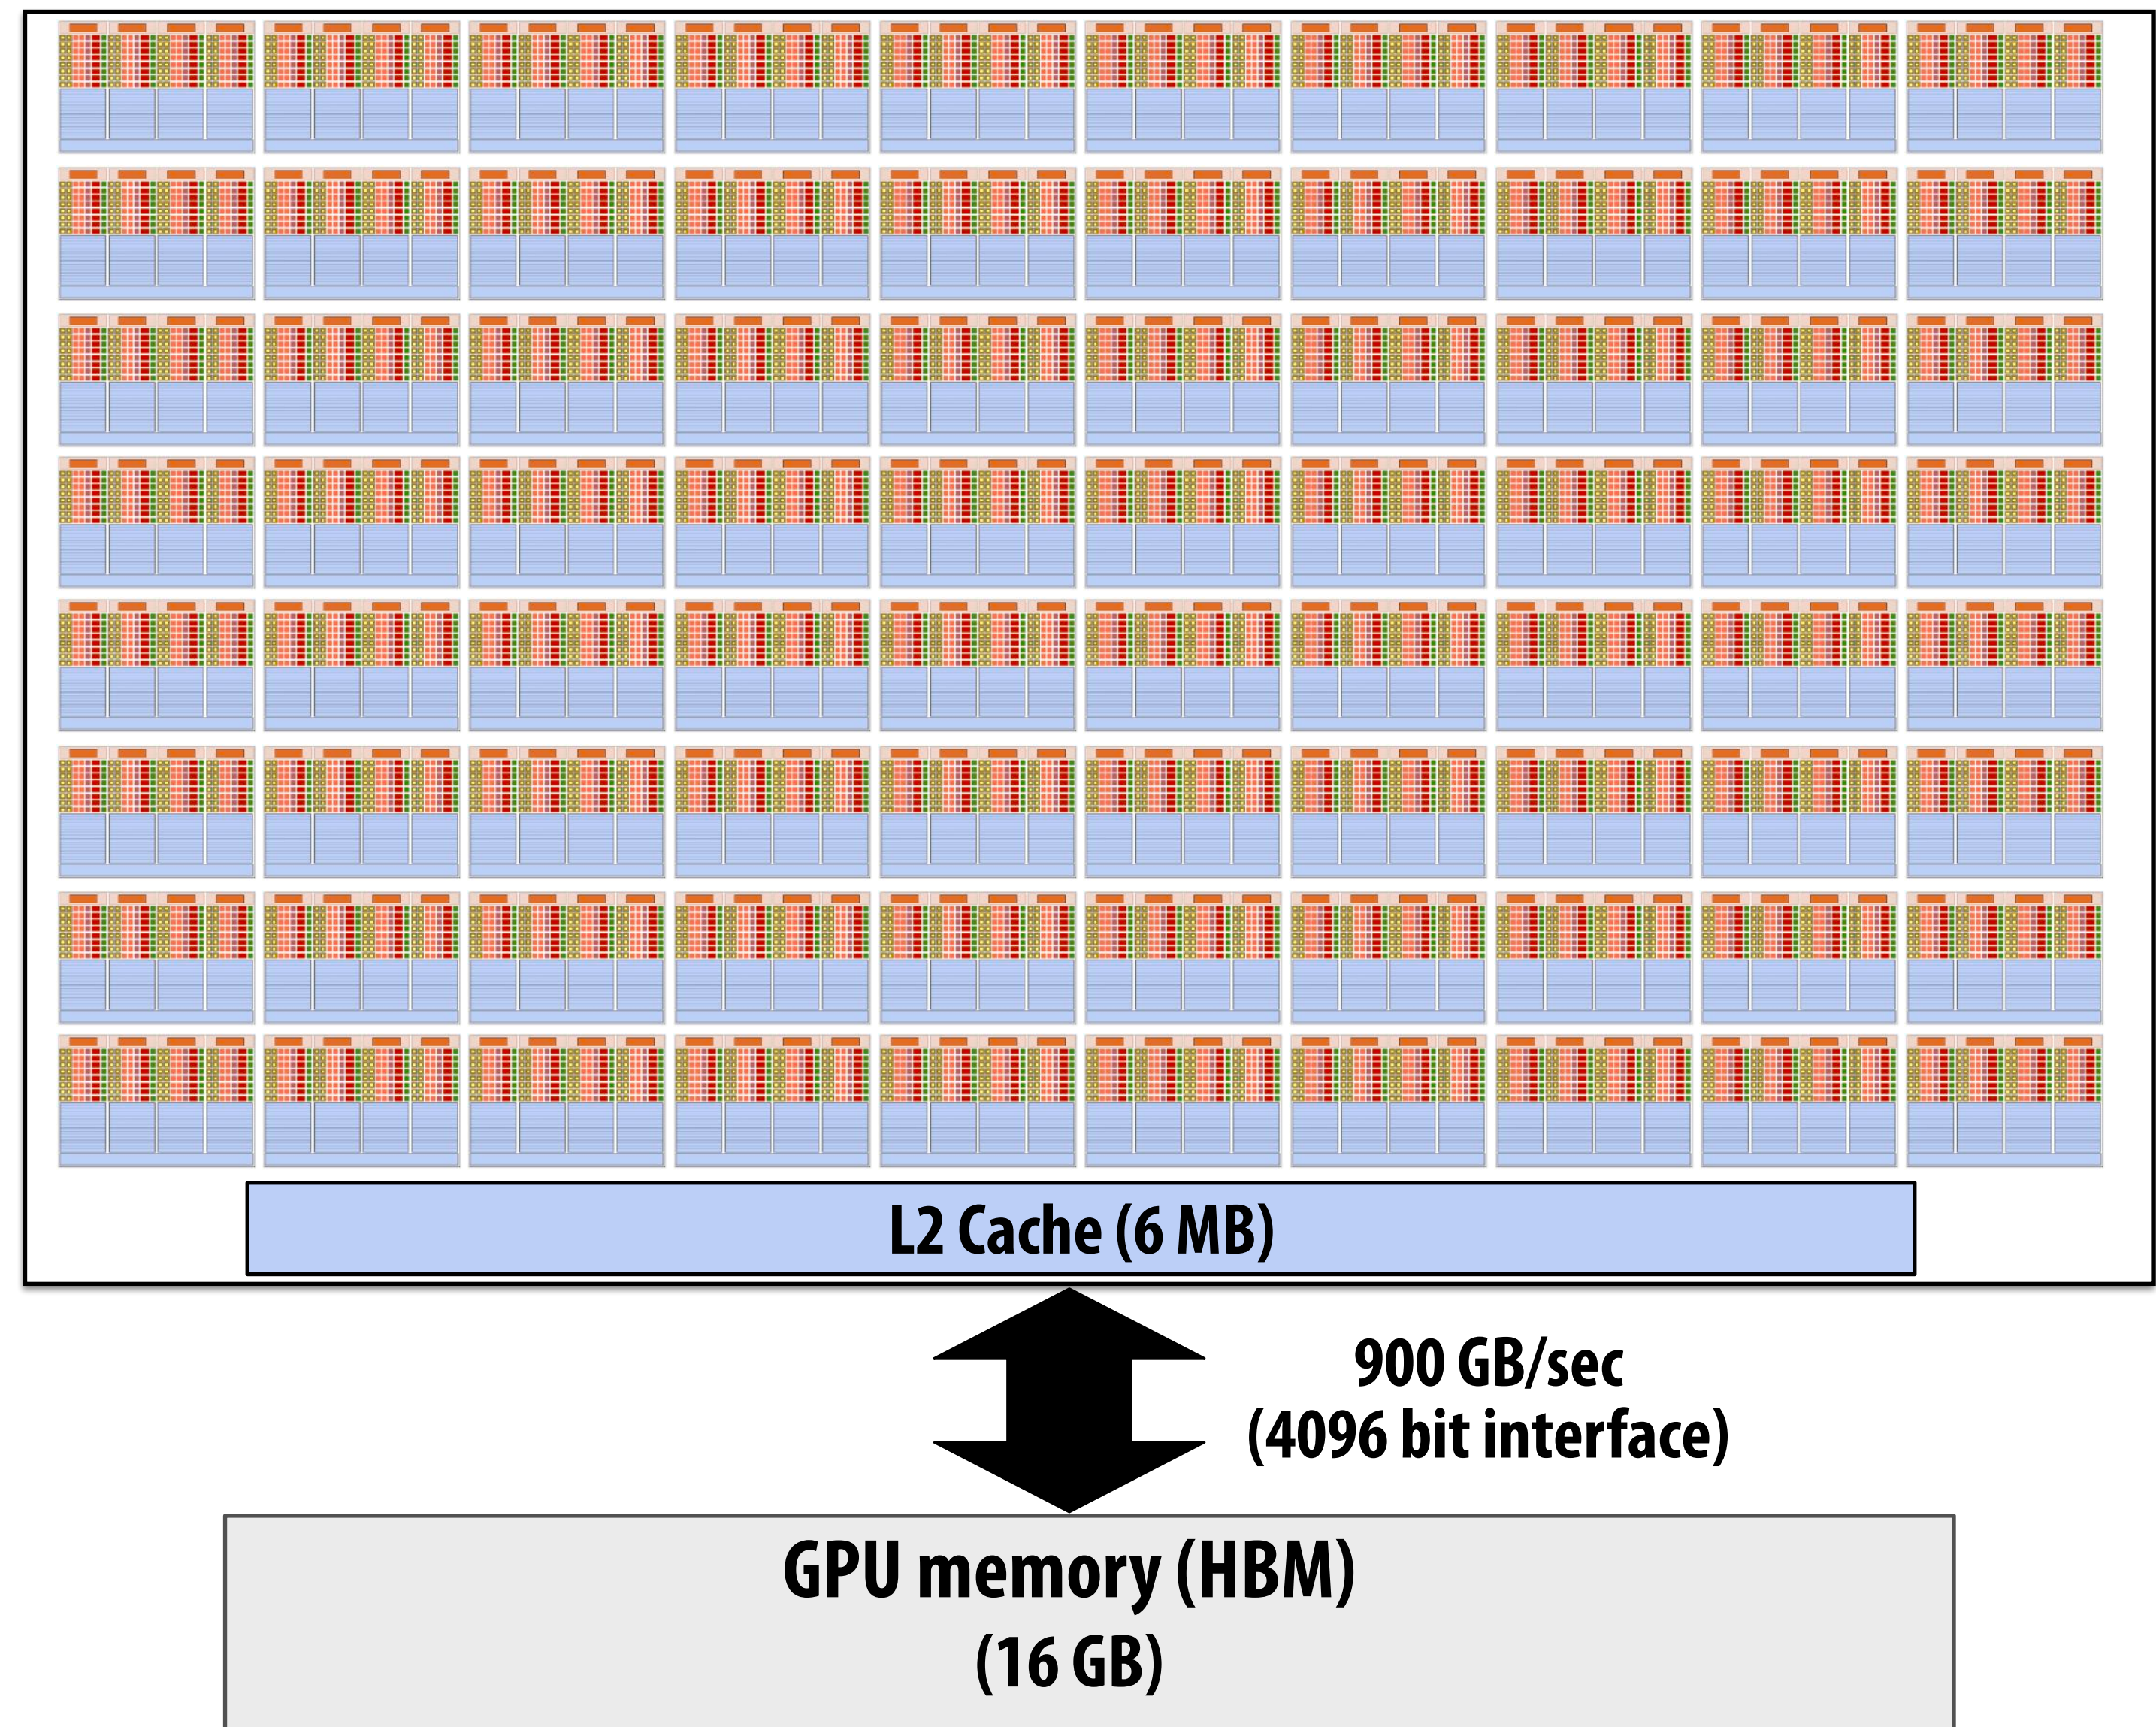 L2 Cache (6 MB)
900 GB/sec
(4096 bit interface)
GPU memory (HBM)
(16 GB)